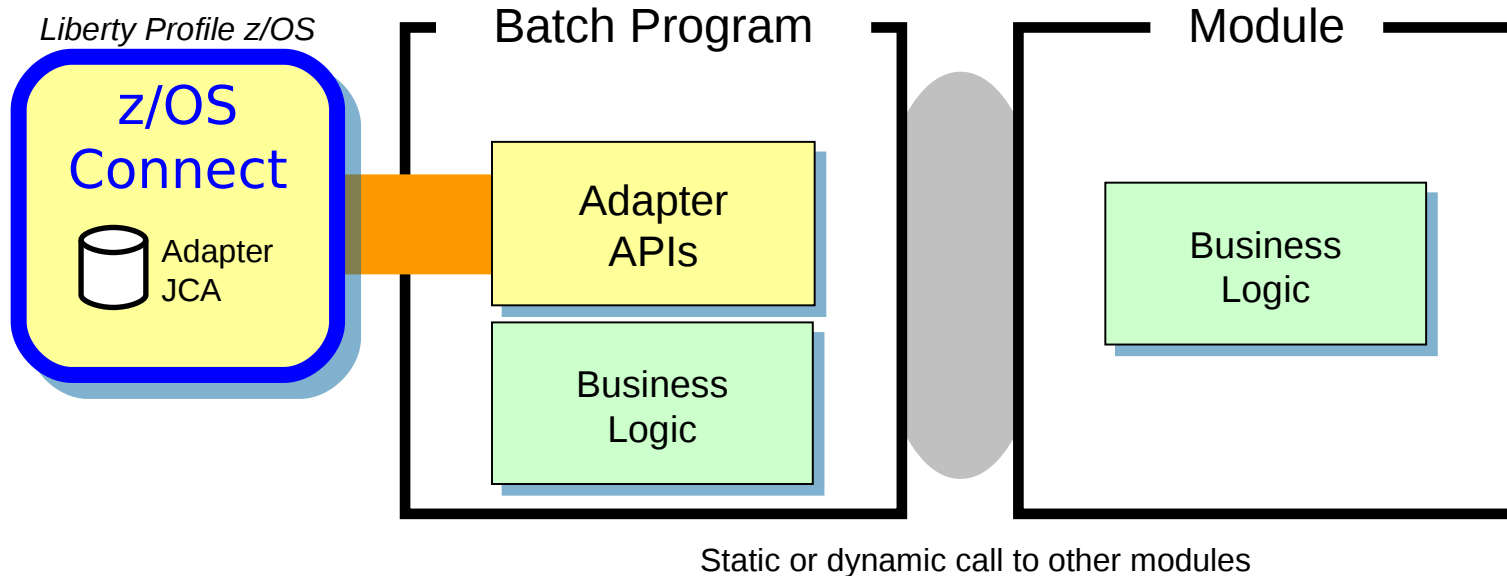 Liberty Profile z/OS
z/OS
Connect
Adapter
JCA
Batch Program
Adapter
APIs
Business
Logic
Module
Business
Logic
Static or dynamic call to other modules